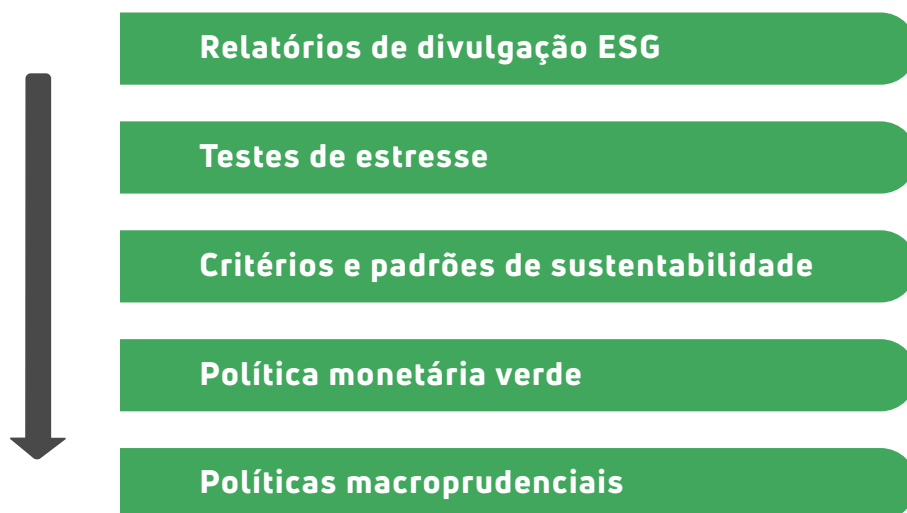 Relatórios de divulgação ESG
Testes de estresse
Critérios e padrões de sustentabilidade
Política monetária verde
Políticas macroprudenciais